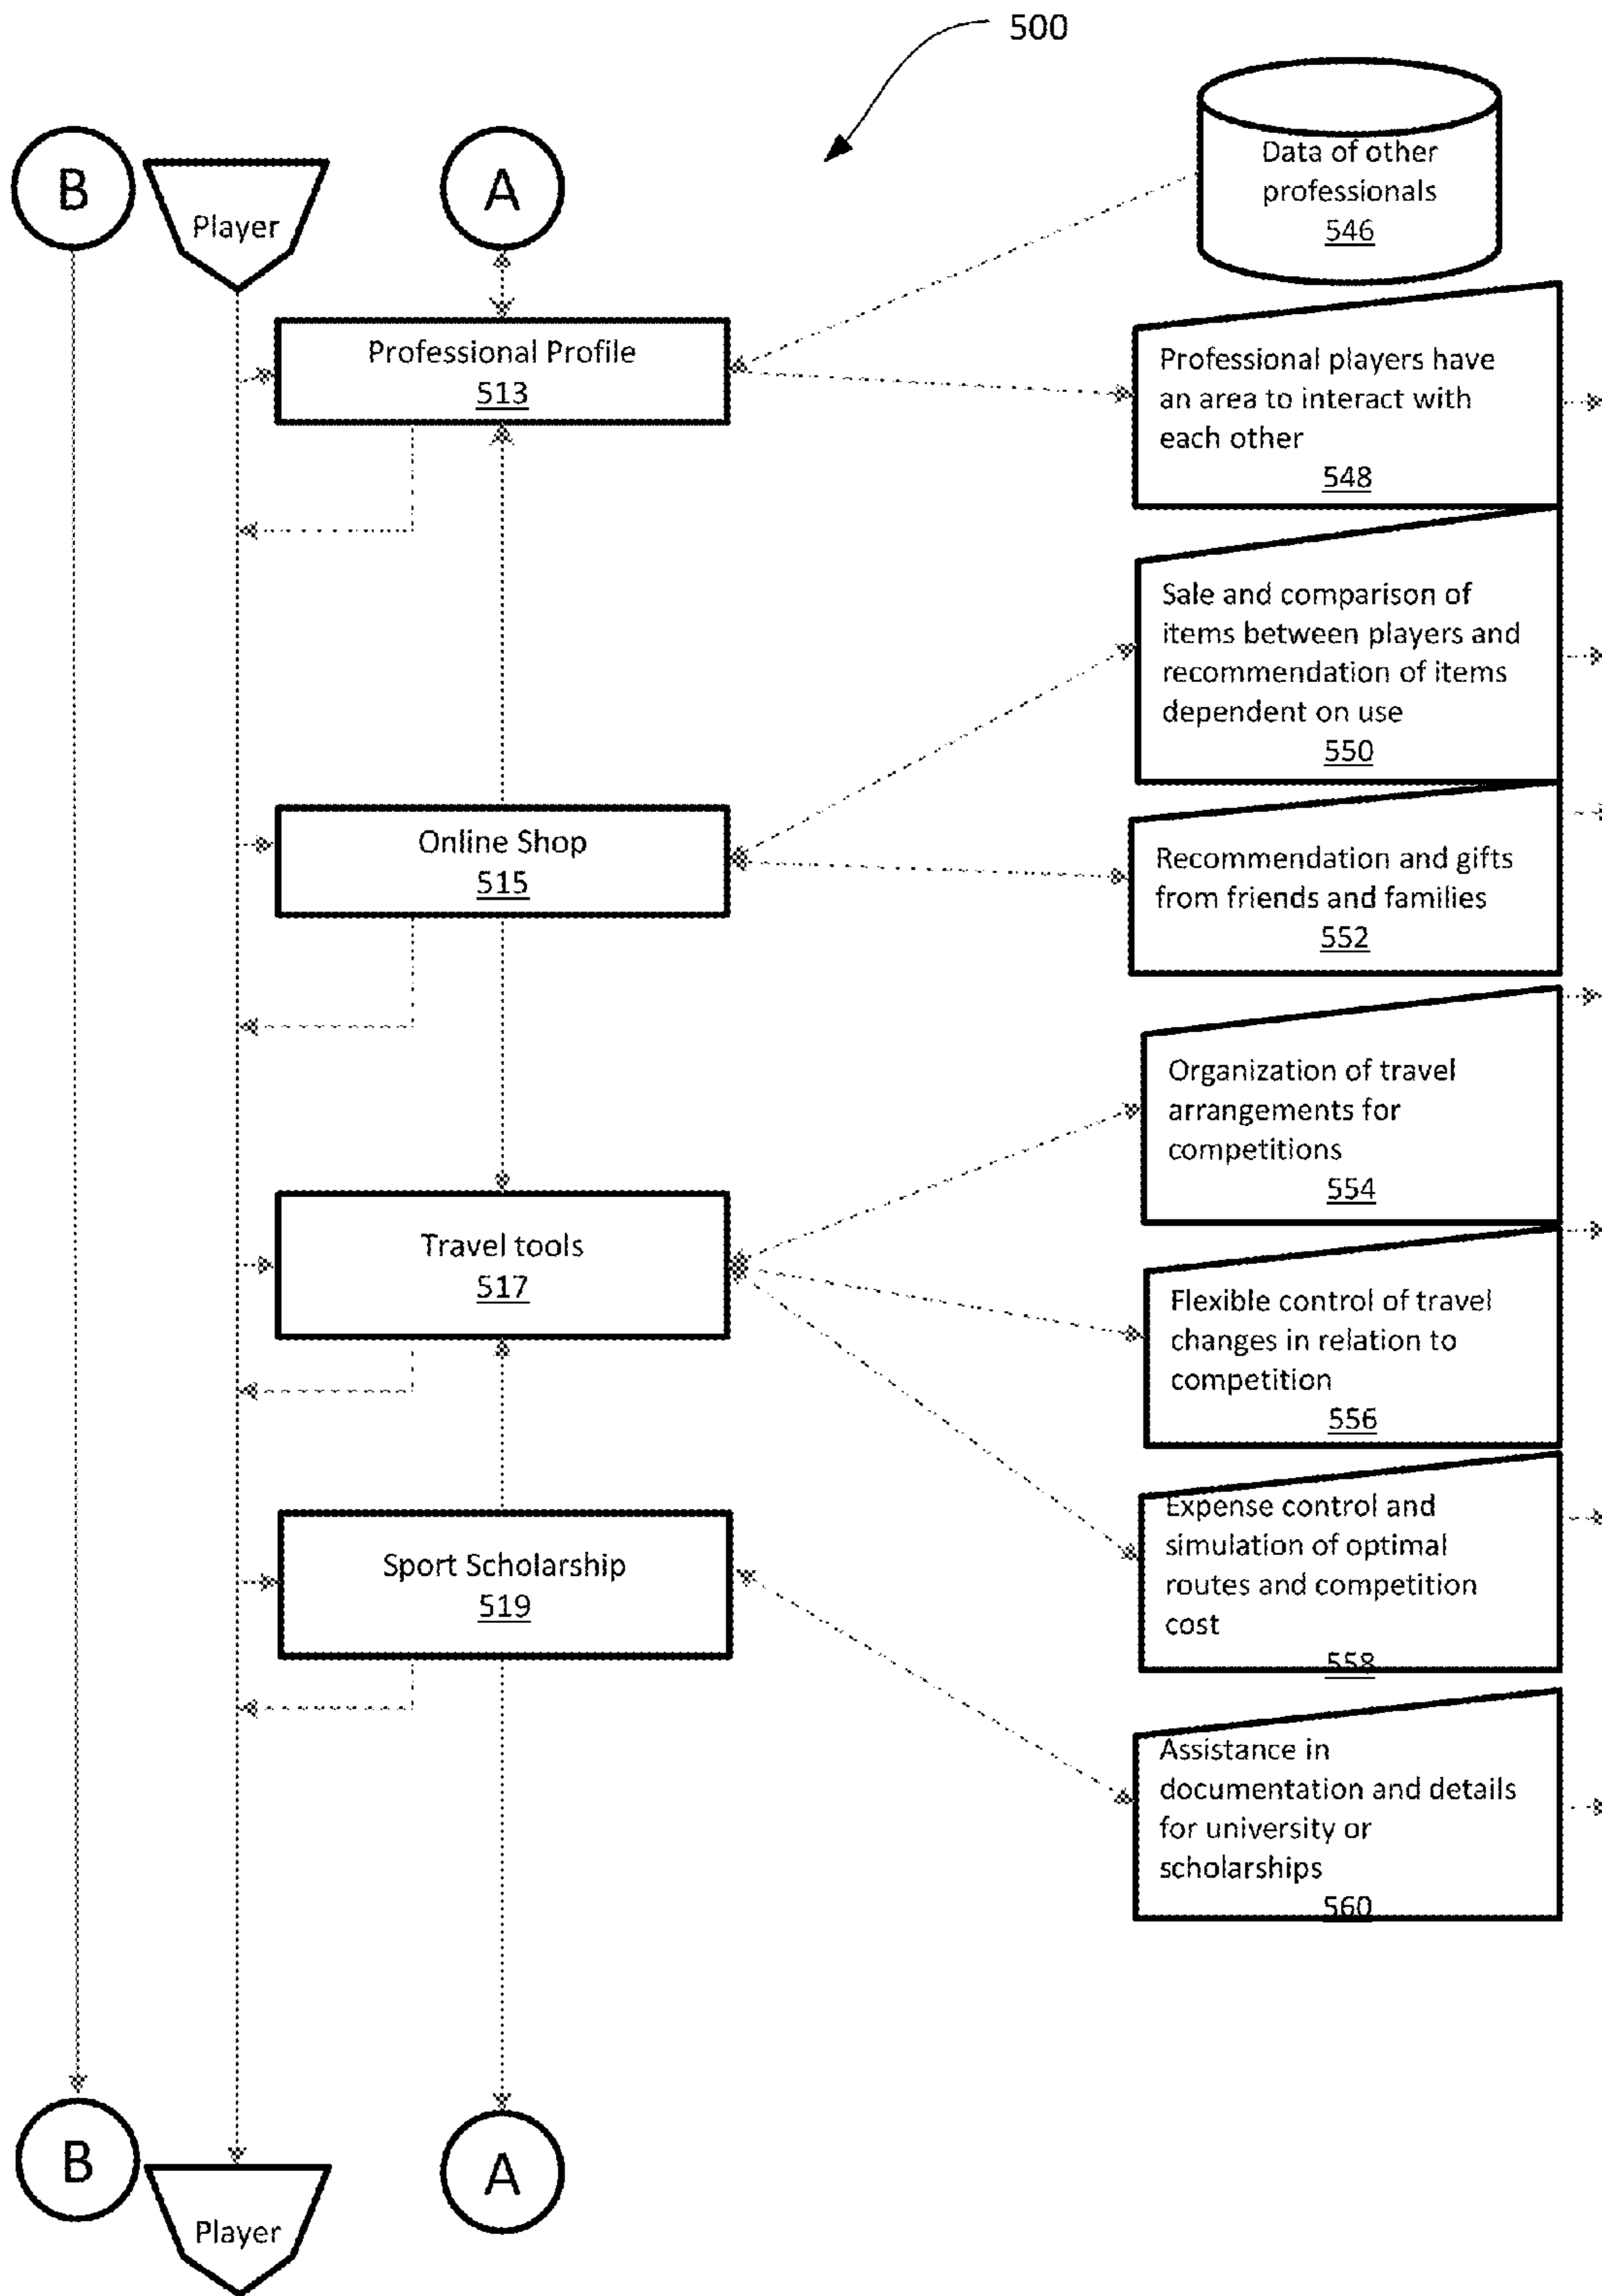 500
B
Player
A
Data of other
professionals
546
Professional Profile
513
Professional players have
an area to interact with
each other
548
Sale and comparison of
items between players and
recommendation of items
dependent on use
550
Online Shop
515
Recommendation and gifts
from friends and families
552
Organization of travel
arrangements for
competitions
554
Travel tools
517
Flexible control of travel
changes in relation to
competition
556
Expense control and
simulation of optimal
routes and competition
cost
558
Sport Scholarship
519
Assistance in
documentation and details
for university or
scholarships
560
B
Player
A